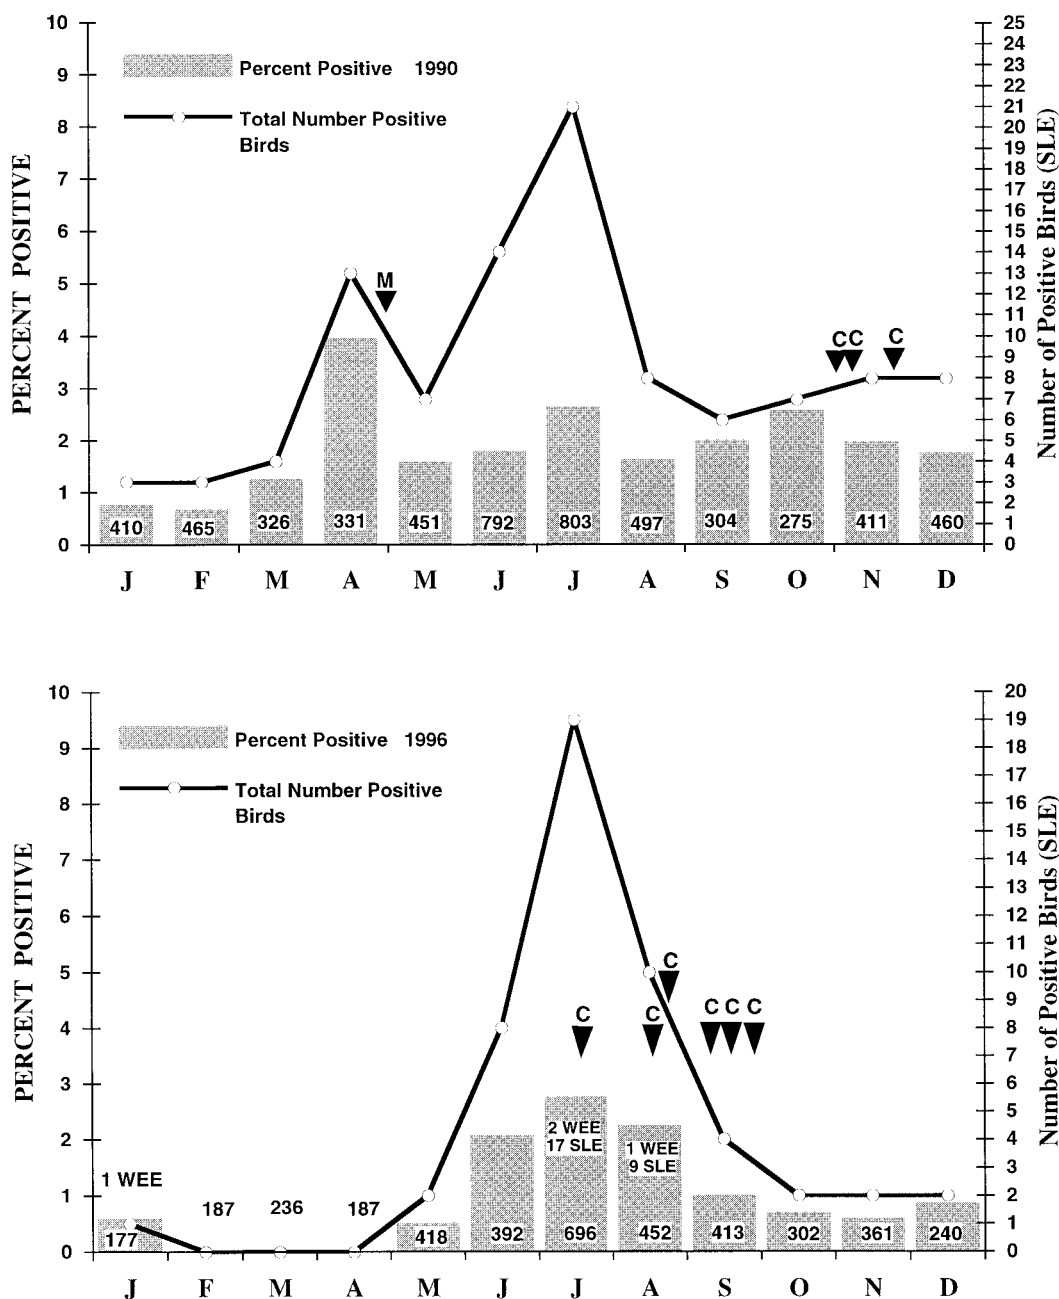 PERCENT POSITIVE
10
9
8
7
6
5
4
3
2
1
0
Percent Positive 1990
Total Number Positive
Birds
M
C C C
410 465 326 331 451 792 803 497 304 275 411 460
J F M A M J J A S O N D
25
24
23
22
21
20
19
18
17
16
15
14
13
12
11
10
9
8
7
6
5
4
3
2
1
0
Number of Positive Birds (SLE)
PERCENT POSITIVE
10
9
8
7
6
5
4
3
2
1
0
Percent Positive 1996
Total Number Positive
Birds
C
C C C C C
2 WEE
17 SLE
1 WEE
9 SLE
1 WEE
187 236 187
177 418 392 696 452 413 302 361 240
J F M A M J J A S O N D
20
19
18
17
16
15
14
13
12
11
10
9
8
7
6
5
4
3
2
1
0
Number of Positive Birds (SLE)